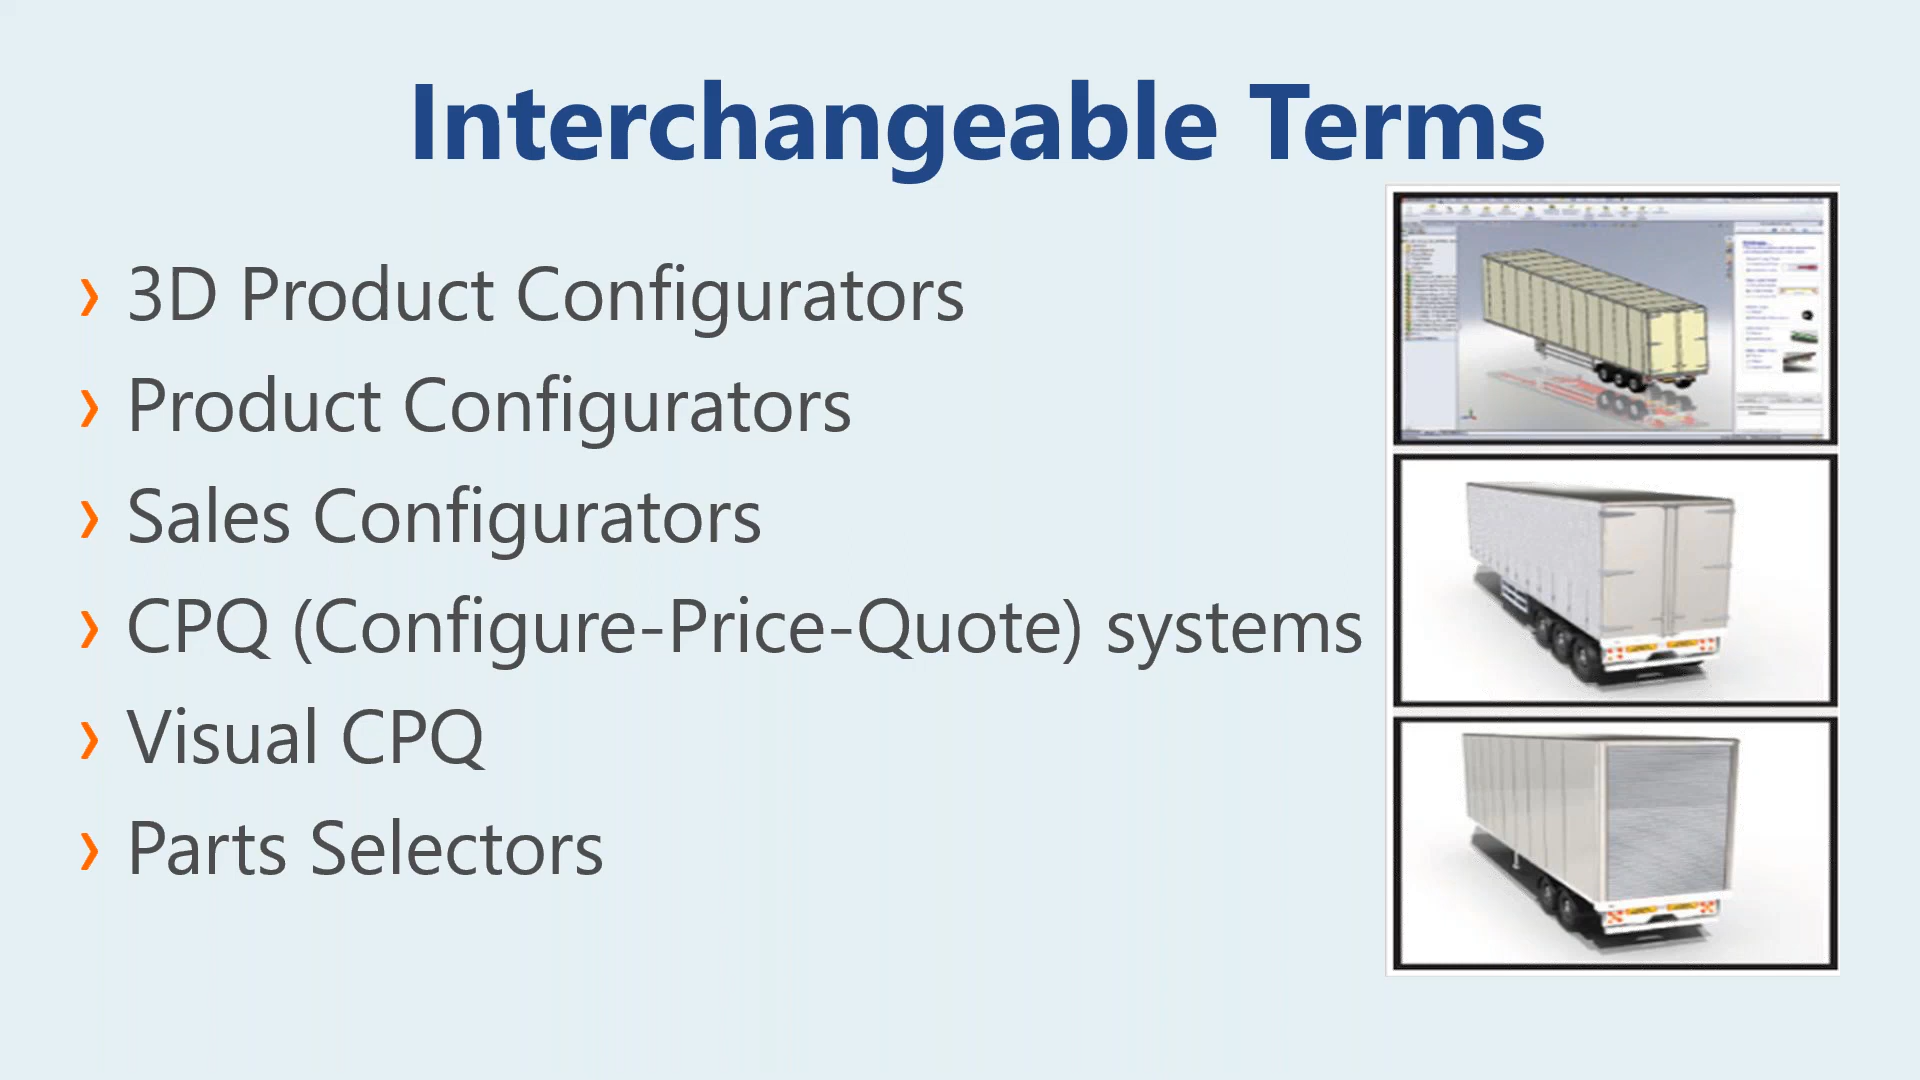 Interchangeable Terms
› 3D Product Configurators
› Product Configurators
› Sales Configurators
› CPQ (Configure-Price-Quote) systems
› Visual CPQ
› Parts Selectors